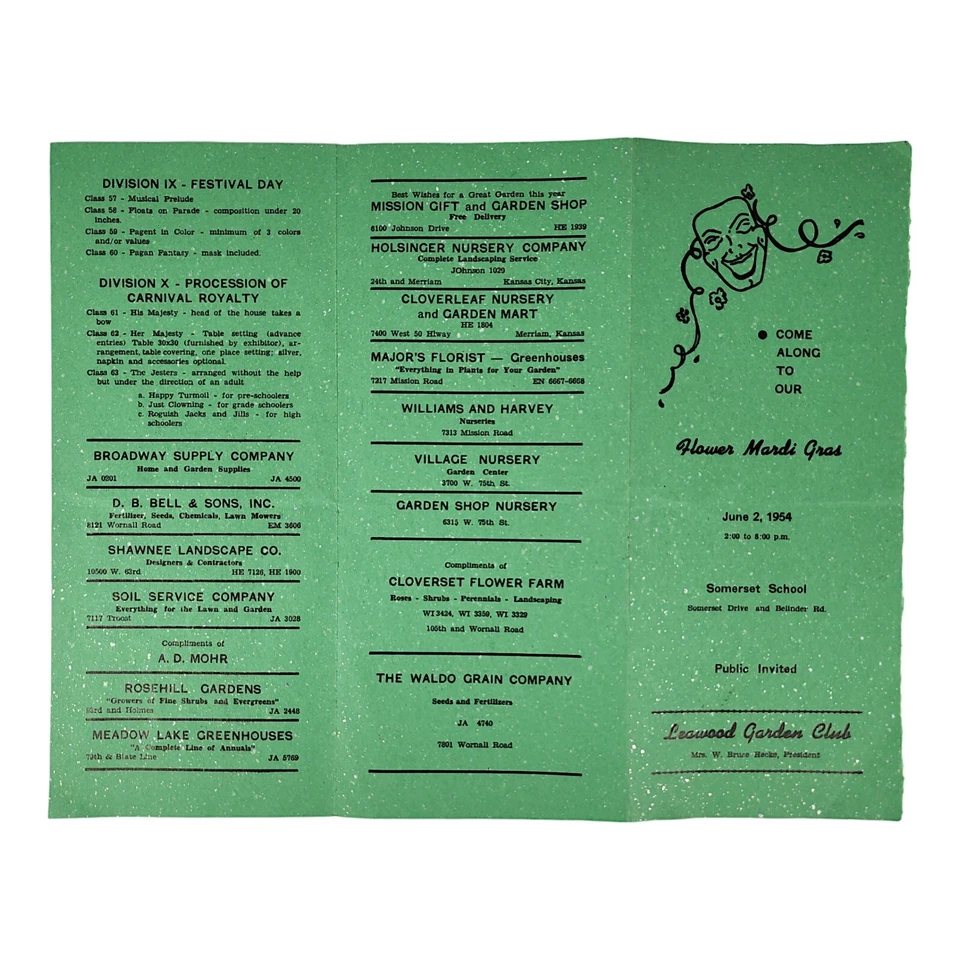 DIVISION IX - FESTIVAL DAY
Class 57 - Musical Prelude
Class 58 - Floats on Parade - composition under 20
inches.
Class 59 - Pagent in Color - minimum of 3 colors
and/or values
Class 60 - Pagan Fantasy - mask included.
DIVISION X - PROCESSION OF
CARNIVAL ROYALTY
Class 61 - His Majesty - head of the house takes a
bow
Class 62 - Her Majesty - Table setting (advance
entries) Table 30x30 (furnished by exhibitor), ar-
rangement, table covering, one place setting; silver,
napkin and accessories optional.
Class 63 - The Jesters - arranged without the help
but under the direction of an adult
a. Happy Turmoil - for pre-schoolers
b. Just Clowning - for grade schoolers
c. Roguish Jacks and Jills - for high
schoolers
BROADWAY SUPPLY COMPANY
Home and Garden Supplies
JA 0201 JA 4500
D. B. BELL & SONS, INC.
Fertilizer, Seeds, Chemicals, Lawn Mowers
8121 Wornall Road EM 3606
SHAWNEE LANDSCAPE CO.
Designers & Contractors
10500 W. 63rd HE 7126, HE 1900
SOIL SERVICE COMPANY
Everything for the Lawn and Garden
7117 Troost JA 3028
Compliments of
A. D. MOHR
ROSEHILL GARDENS
"Growers of Fine Shrubs and Evergreens"
83rd and Holmes JA 2448
MEADOW LAKE GREENHOUSES
"A Complete Line of Annuals"
79th & State Line JA 5769
Best Wishes for a Great Garden this year
MISSION GIFT and GARDEN SHOP
Free Delivery
6100 Johnson Drive HE 1939
HOLSINGER NURSERY COMPANY
Complete Landscaping Service
JOhnson 1029
24th and Merriam Kansas City, Kansas
CLOVERLEAF NURSERY
and GARDEN MART
HE 1804
7400 West 50 Hiway Merriam, Kansas
MAJOR'S FLORIST — Greenhouses
"Everything in Plants for Your Garden"
7217 Mission Road EN 6667-6668
WILLIAMS AND HARVEY
Nurseries
7313 Mission Road
VILLAGE NURSERY
Garden Center
3700 W. 75th St.
GARDEN SHOP NURSERY
6315 W. 75th St.
Compliments of
CLOVERSET FLOWER FARM
Roses - Shrubs - Perennials - Landscaping
WI 3424, WI 3359, WI 3329
105th and Wornall Road
THE WALDO GRAIN COMPANY
Seeds and Fertilizers
JA 4740
7801 Wornall Road
● COME
ALONG
TO
OUR
Flower Mardi Gras
June 2, 1954
2:00 to 8:00 p.m.
Somerset School
Somerset Drive and Belinder Rd.
Public Invited
Leawood Garden Club
Mrs. W. Bruce Hecke, President